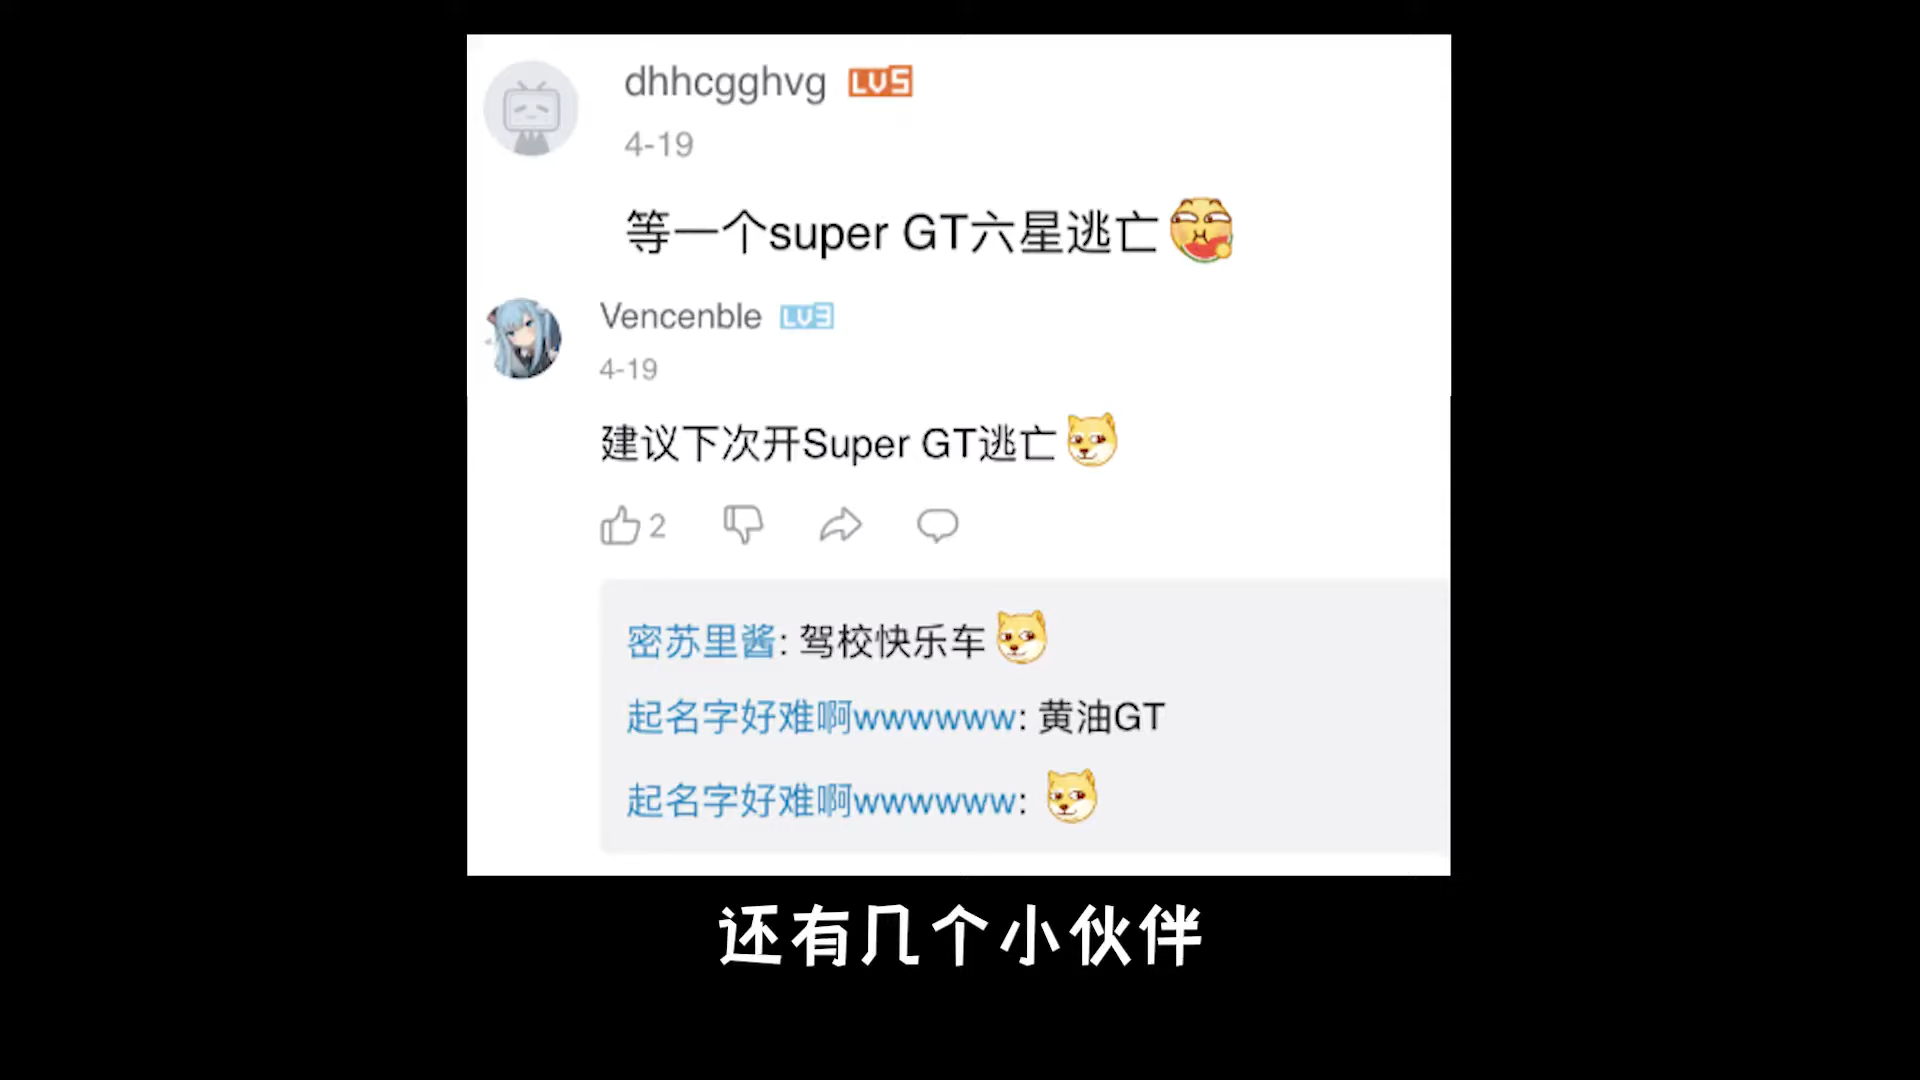 dhhcgghvg LV5
4-19
等一个super GT六星逃亡
Vencenble LV3
4-19
建议下次开Super GT逃亡
2
密苏里酱: 驾校快乐车
起名字好难啊wwwwww: 黄油GT
起名字好难啊wwwwww:
还有几个小伙伴